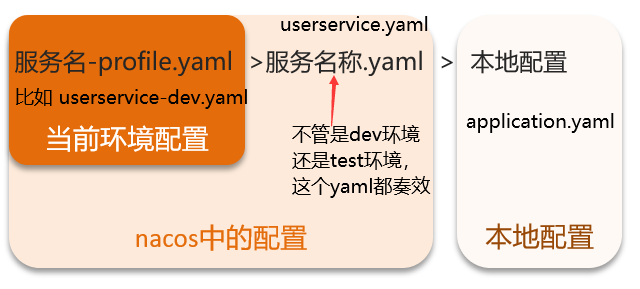 userservice.yaml
服务名-profile.yaml >服务名称.yaml > 本地配置
比如 userservice-dev.yaml
当前环境配置
不管是dev环境
还是test环境，
这个yaml都奏效
application.yaml
nacos中的配置
本地配置